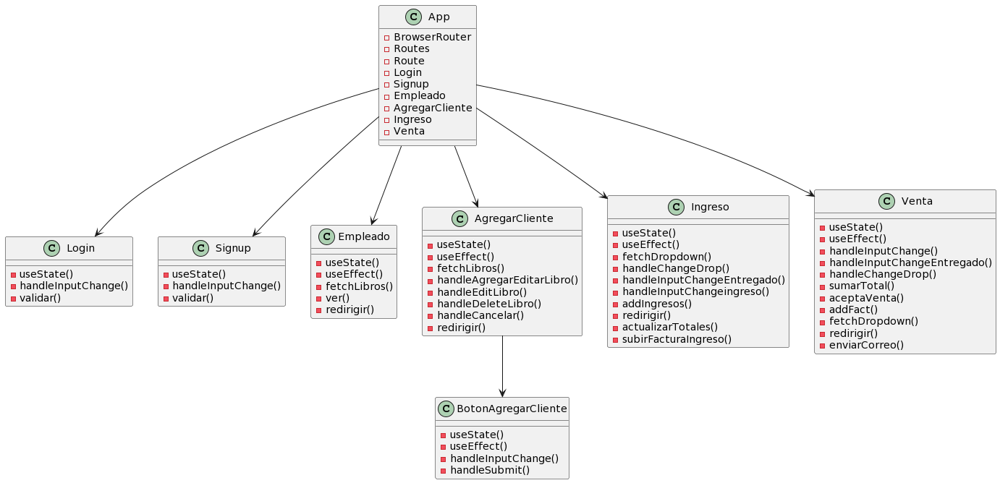 C App
BrowserRouter
Routes
Route
Login
Signup
Empleado
AgregarCliente
Ingreso
Venta
C Login
useState()
handleInputChange()
validar()
C Signup
useState()
handleInputChange()
validar()
C Empleado
useState()
useEffect()
fetchLibros()
ver()
redirigir()
C AgregarCliente
useState()
useEffect()
fetchLibros()
handleAgregarEditarLibro()
handleEditLibro()
handleDeleteLibro()
handleCancelar()
redirigir()
C Ingreso
useState()
useEffect()
fetchDropdown()
handleChangeDrop()
handleInputChangeEntregado()
handleInputChangeingreso()
addIngresos()
redirigir()
actualizarTotales()
subirFacturaIngreso()
C Venta
useState()
useEffect()
handleInputChange()
handleInputChangeEntregado()
handleChangeDrop()
sumarTotal()
aceptaVenta()
addFact()
fetchDropdown()
redirigir()
enviarCorreo()
C BotonAgregarCliente
useState()
useEffect()
handleInputChange()
handleSubmit()